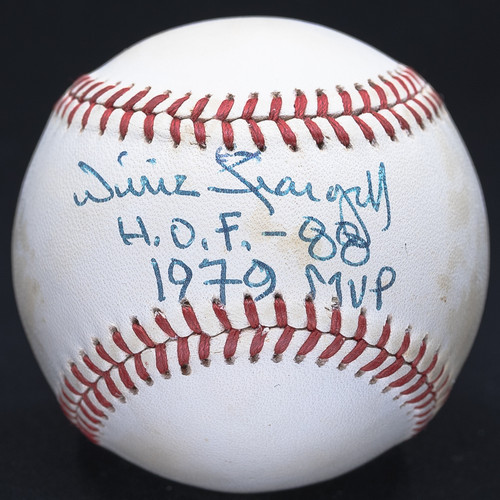 Willie Stargell
H.O.F. - 88
1979 MVP